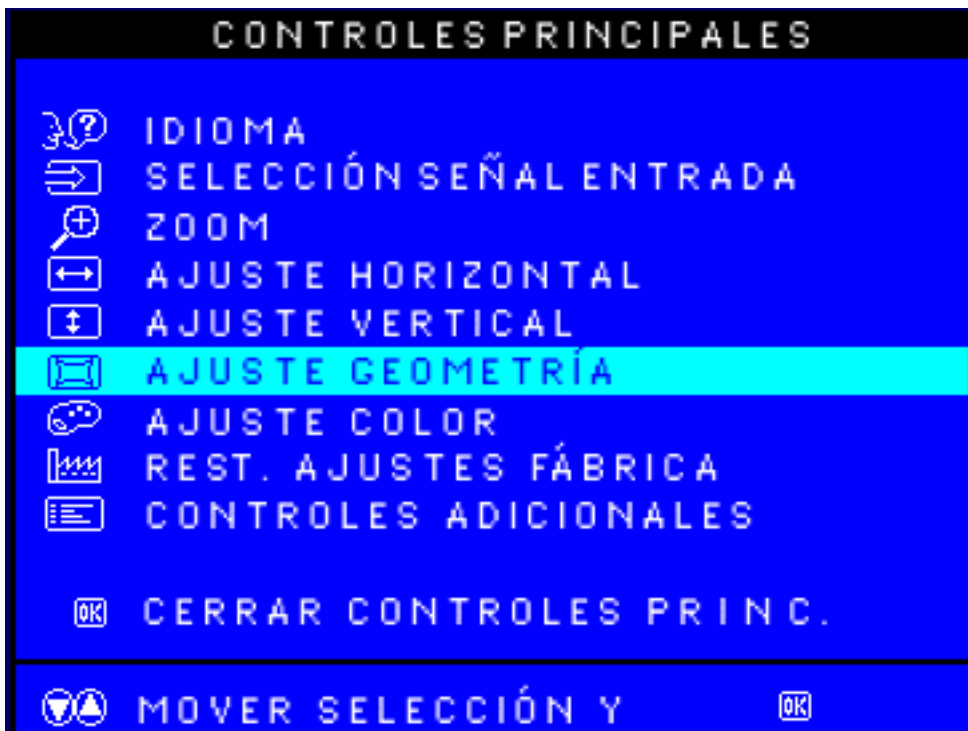 CONTROLES PRINCIPALES
IDIOMA
SELECCIÓN SEÑAL ENTRADA
ZOOM
AJUSTE HORIZONTAL
AJUSTE VERTICAL
AJUSTE GEOMETRÍA
AJUSTE COLOR
REST. AJUSTES FÁBRICA
CONTROLES ADICIONALES
OK CERRAR CONTROLES PRINC.
MOVER SELECCIÓN Y OK